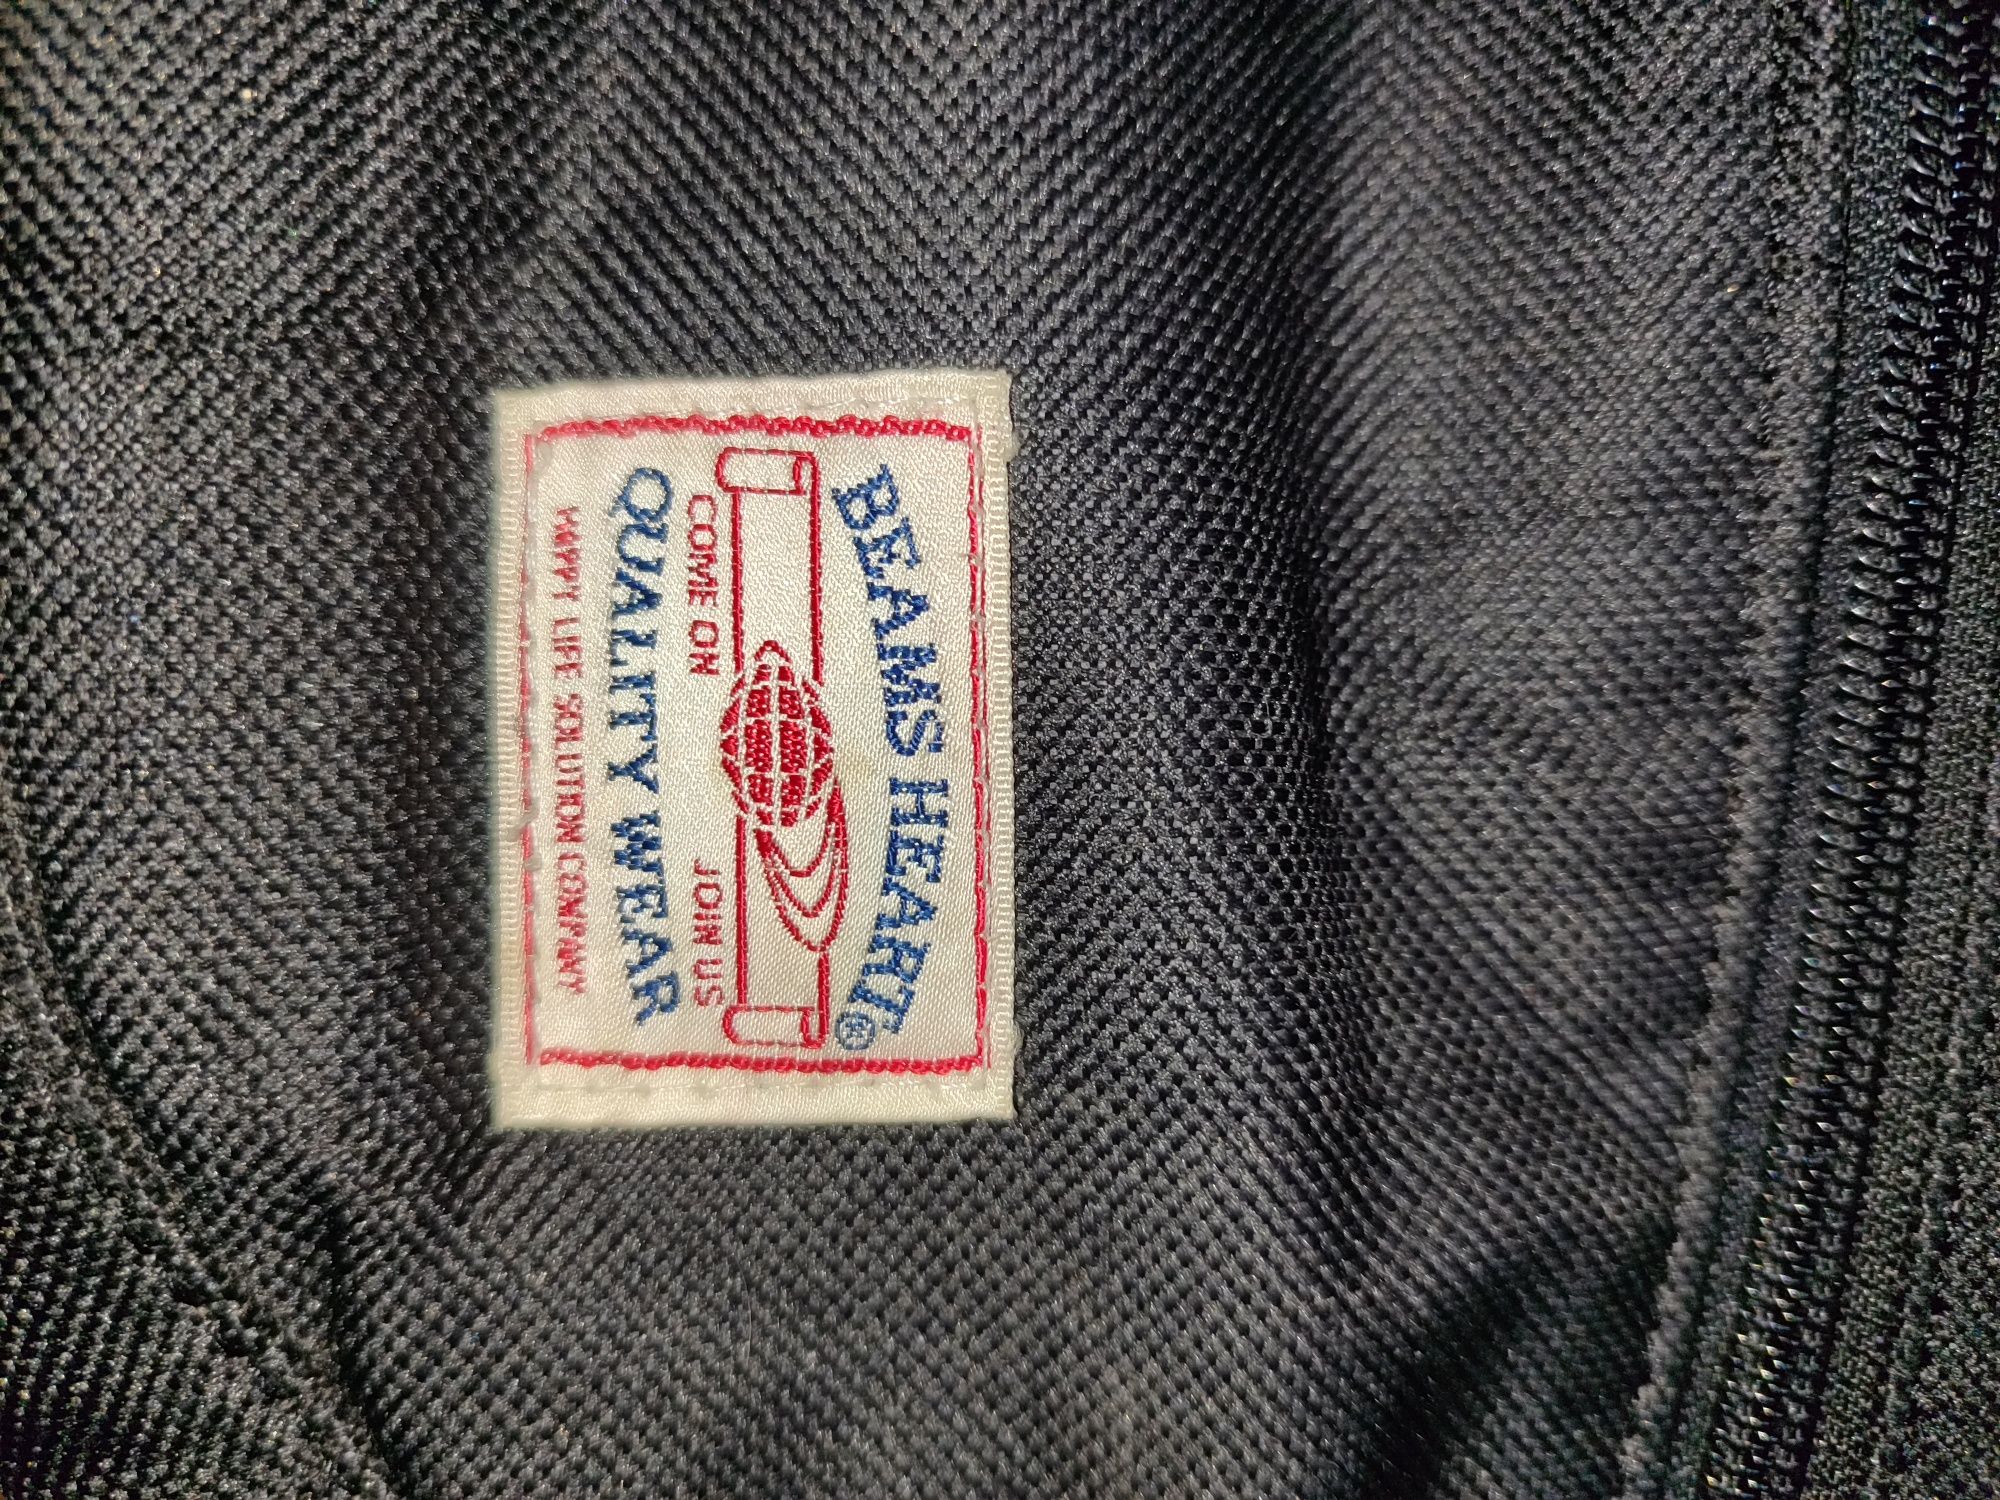 BEAMS HEART®
COME ON JOIN US
QUALITY WEAR
HAPPY LIFE SOLUTION COMPANY